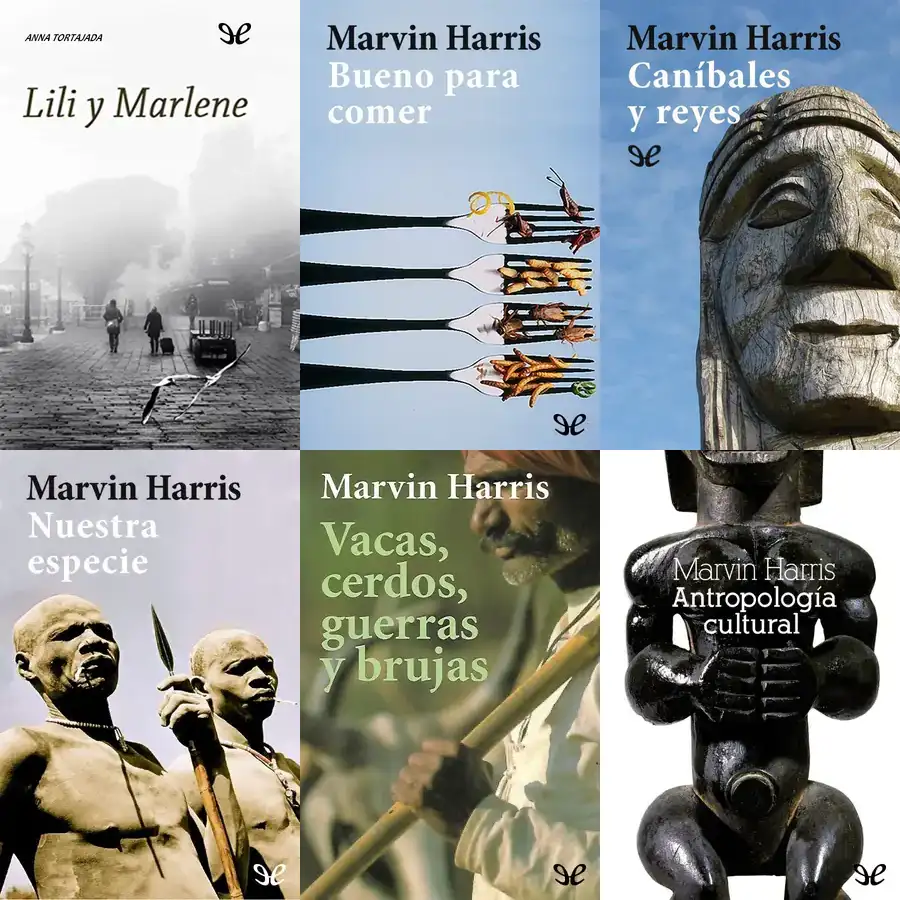 ANNA TORTAJADA
Lili y Marlene
Marvin Harris
Bueno para
comer
Marvin Harris
Caníbales
y reyes
Marvin Harris
Nuestra
especie
Marvin Harris
Vacas,
cerdos,
guerras
y brujas
Marvin Harris
Antropología
cultural